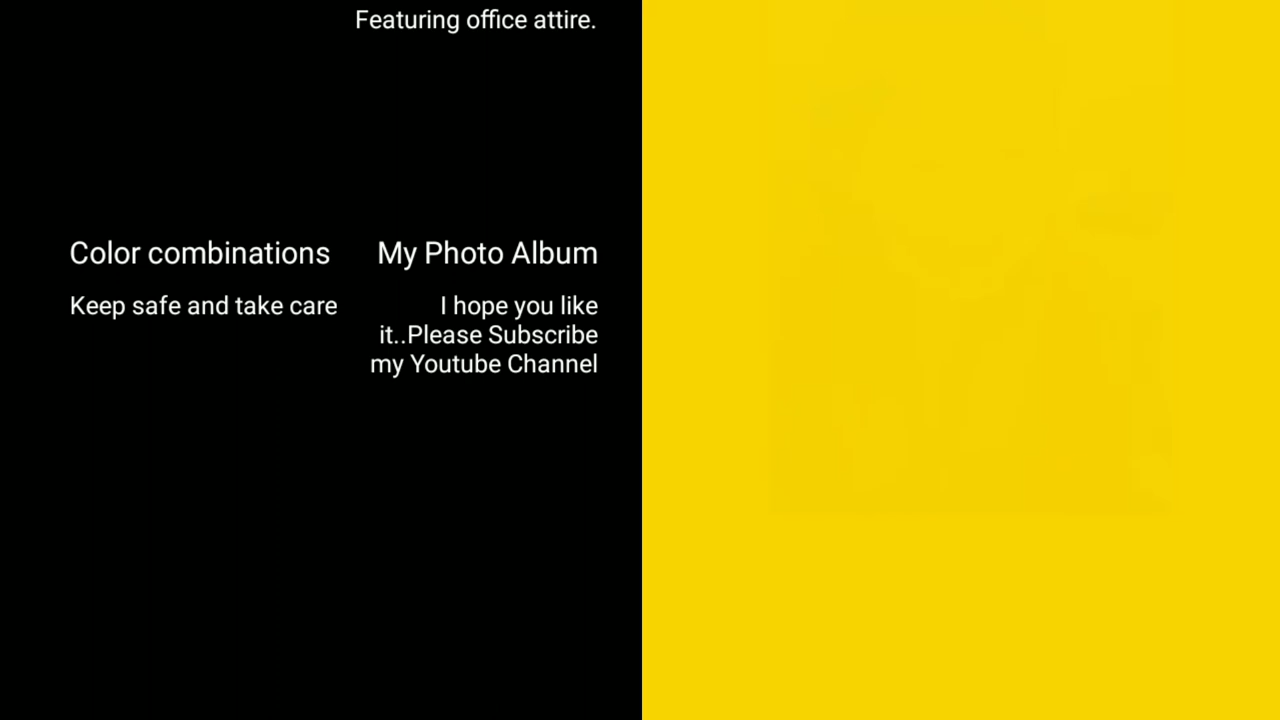 Featuring office attire.
Color combinations
Keep safe and take care
My Photo Album
I hope you like
it..Please Subscribe
my Youtube Channel